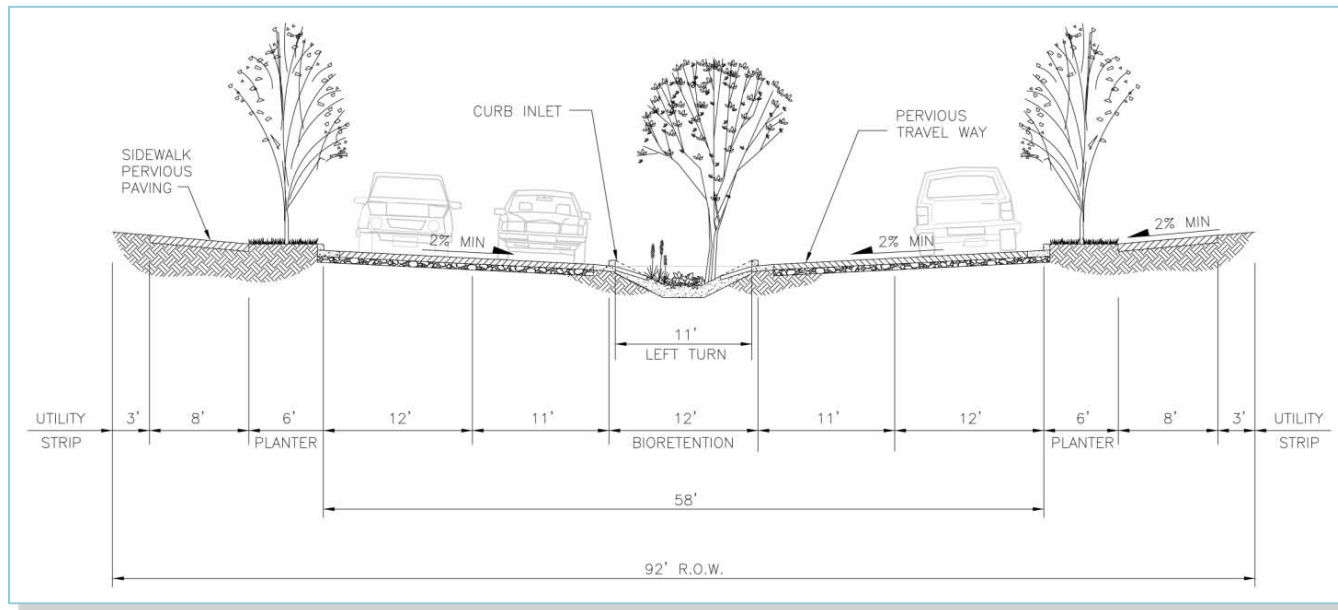 CURB INLET
PERVIOUS
TRAVEL WAY
SIDEWALK
PERVIOUS
PAVING
2% MIN
2% MIN
2% MIN
11'
LEFT TURN
UTILITY
STRIP
3'
8'
6'
PLANTER
12'
11'
12'
BIORETENTION
11'
12'
6'
PLANTER
8'
3'
UTILITY
STRIP
58'
92' R.O.W.